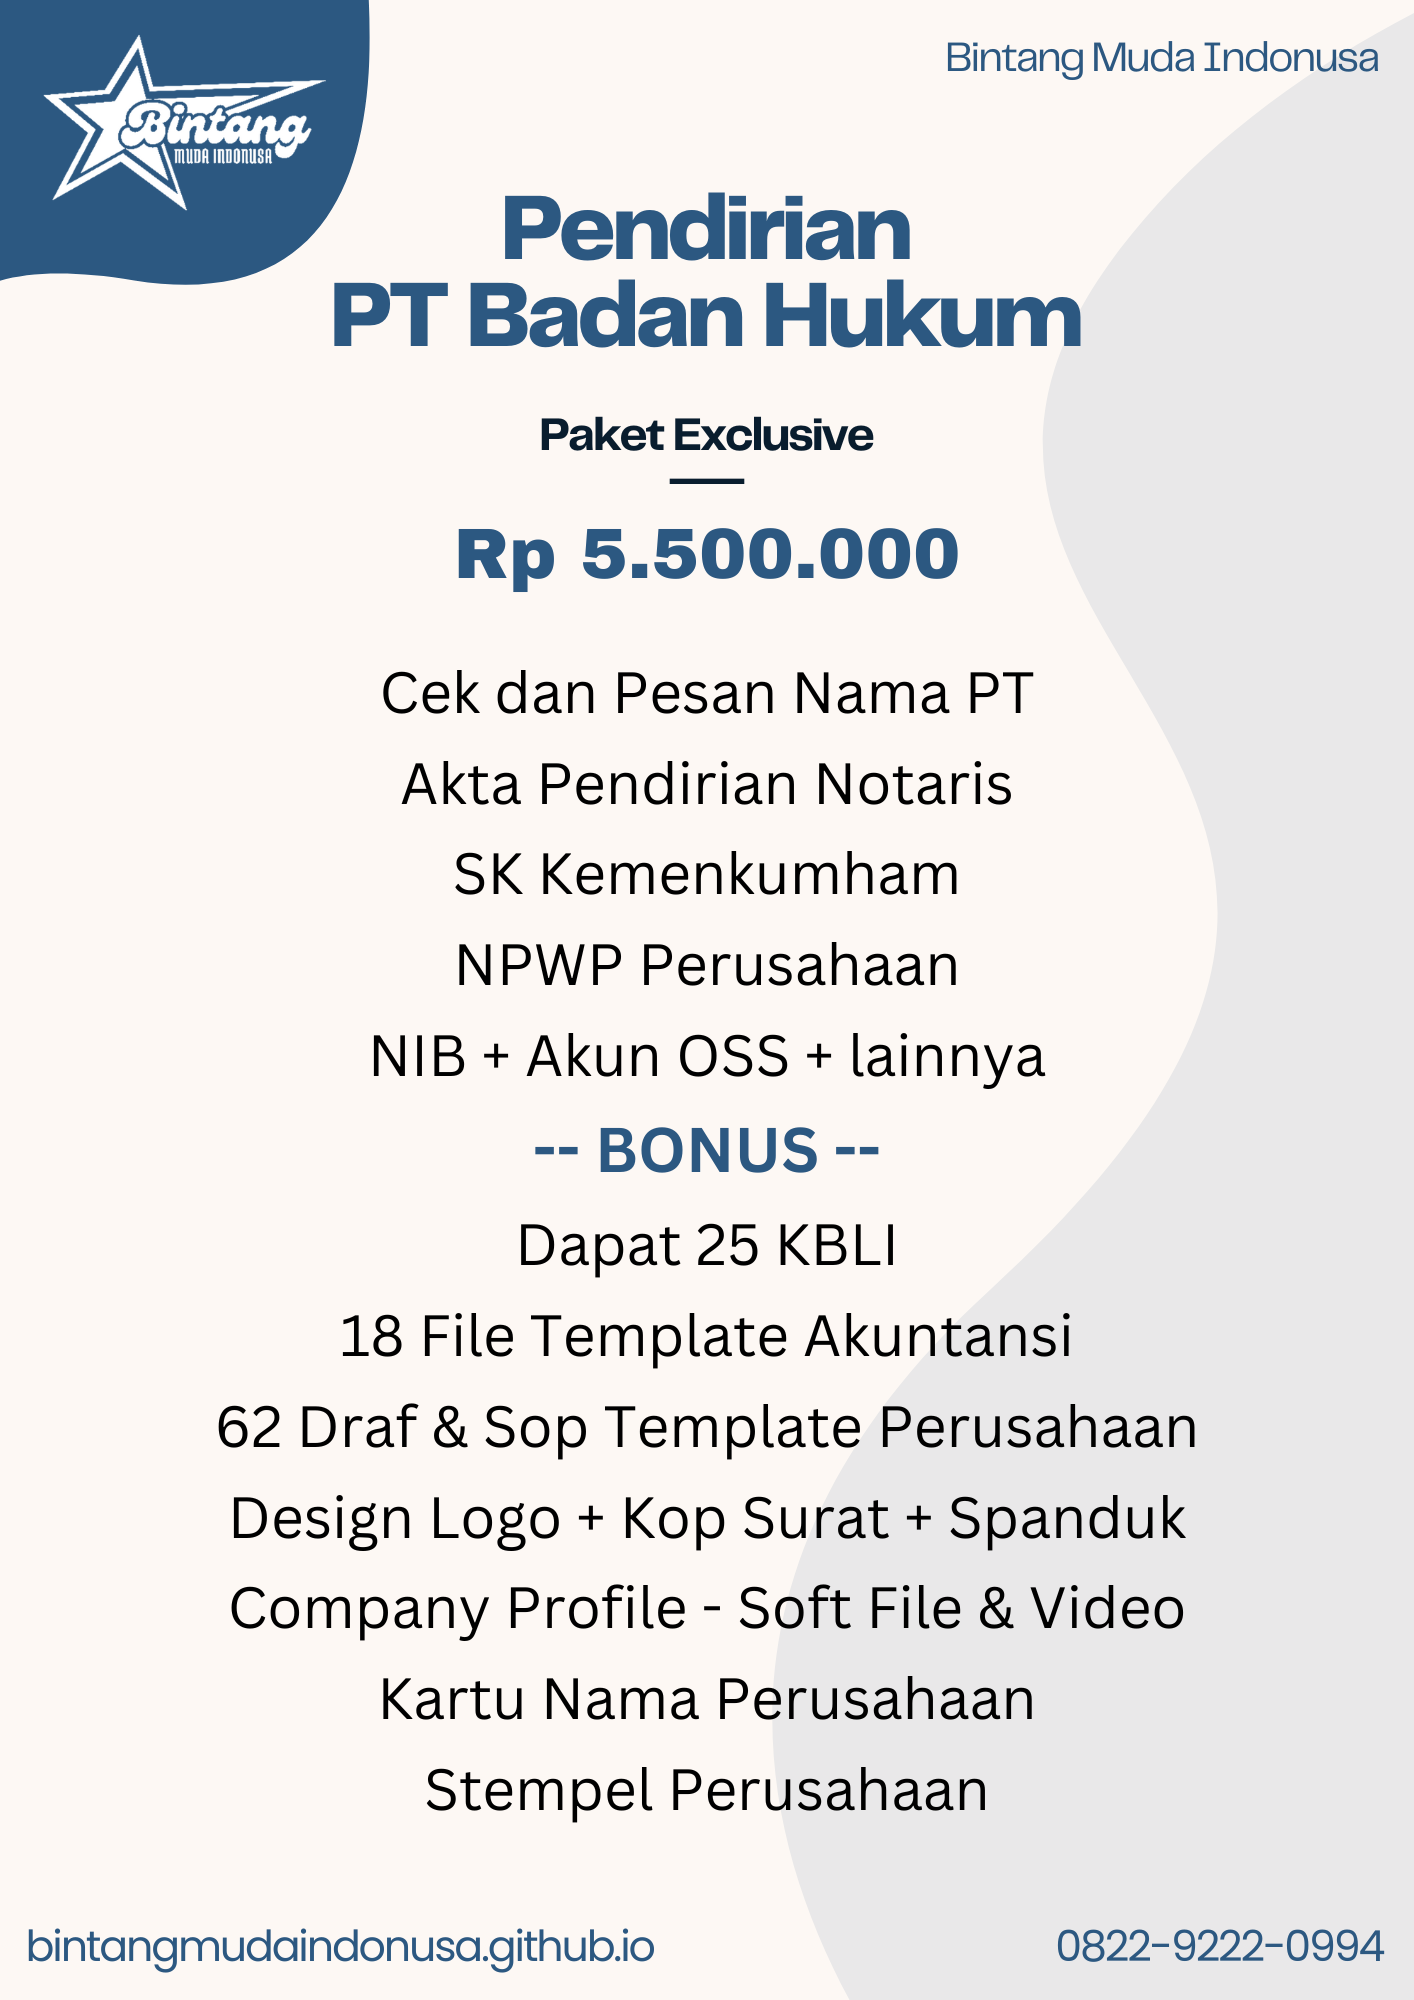 Bintang
MUDA INDONUSA
Bintang Muda Indonusa
Pendirian
PT Badan Hukum
Paket Exclusive
Rp 5.500.000
Cek dan Pesan Nama PT
Akta Pendirian Notaris
SK Kemenkumham
NPWP Perusahaan
NIB + Akun OSS + lainnya
-- BONUS --
Dapat 25 KBLI
18 File Template Akuntansi
62 Draf & Sop Template Perusahaan
Design Logo + Kop Surat + Spanduk
Company Profile - Soft File & Video
Kartu Nama Perusahaan
Stempel Perusahaan
bintangmudaindonusa.github.io
0822-9222-0994